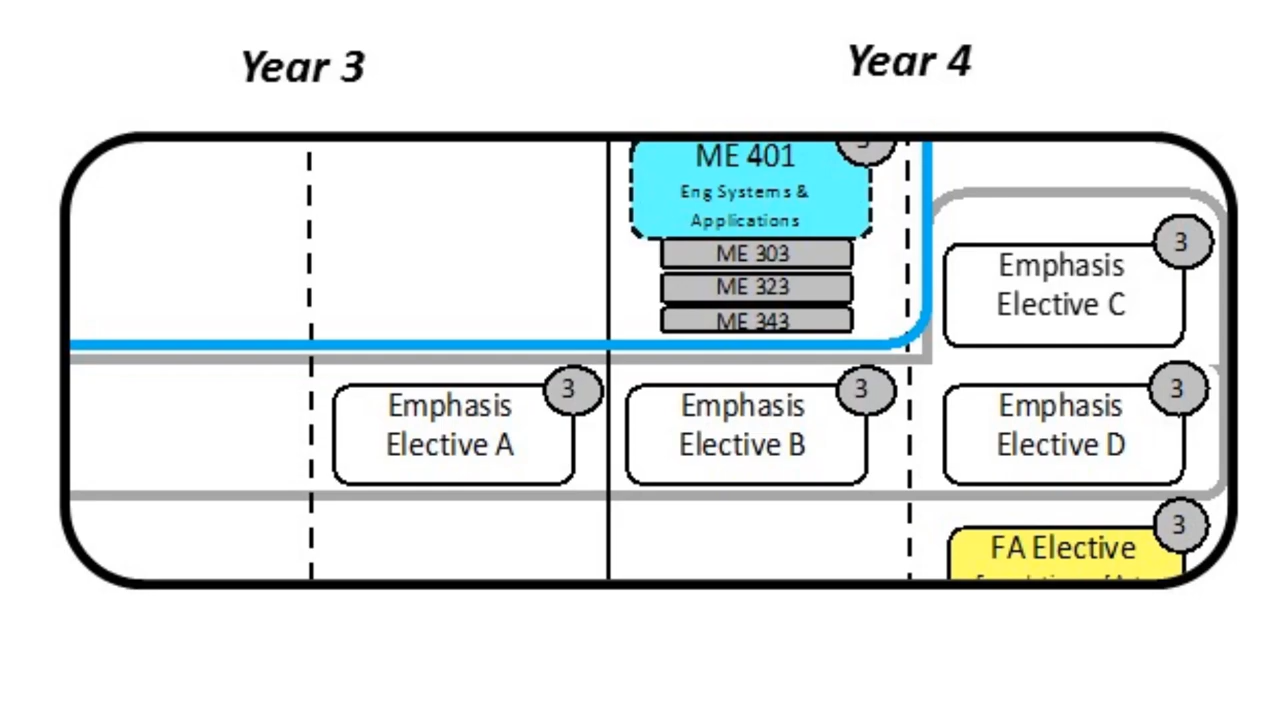 Year 3
Year 4
ME 401
Eng Systems &
Applications
ME 303
ME 323
ME 343
3
Emphasis
Elective C
3
Emphasis
Elective A
3
Emphasis
Elective B
3
Emphasis
Elective D
3
FA Elective